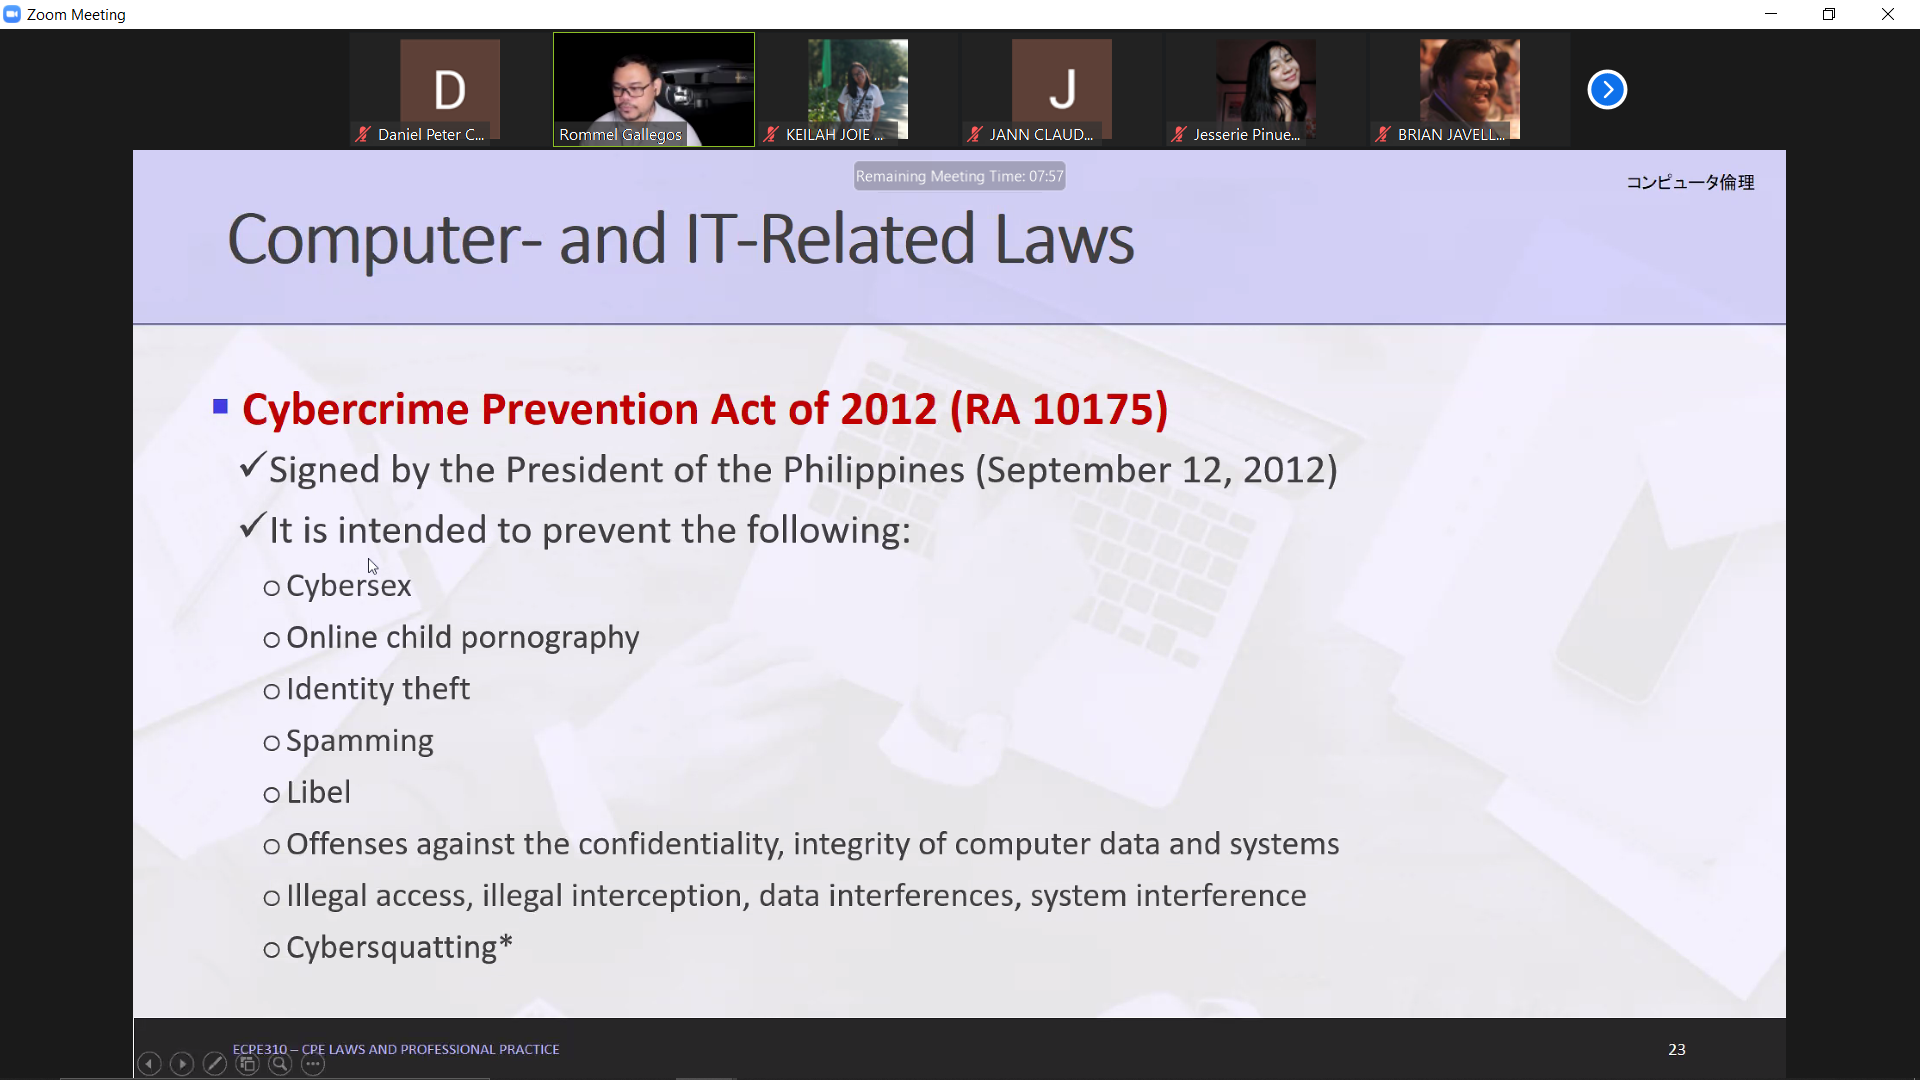 Zoom Meeting
D
J
Daniel Peter C...
Rommel Gallegos
KEILAH JOIE ...
JANN CLAUD...
Jesserie Pinue...
BRIAN JAVELL...
Remaining Meeting Time: 07:57
コンピュータ倫理
Computer- and IT-Related Laws
Cybercrime Prevention Act of 2012 (RA 10175)
Signed by the President of the Philippines (September 12, 2012)
It is intended to prevent the following:
Cybersex
Online child pornography
Identity theft
Spamming
Libel
Offenses against the confidentiality, integrity of computer data and systems
Illegal access, illegal interception, data interferences, system interference
Cybersquatting*
ECPE310 – CPE LAWS AND PROFESSIONAL PRACTICE
23